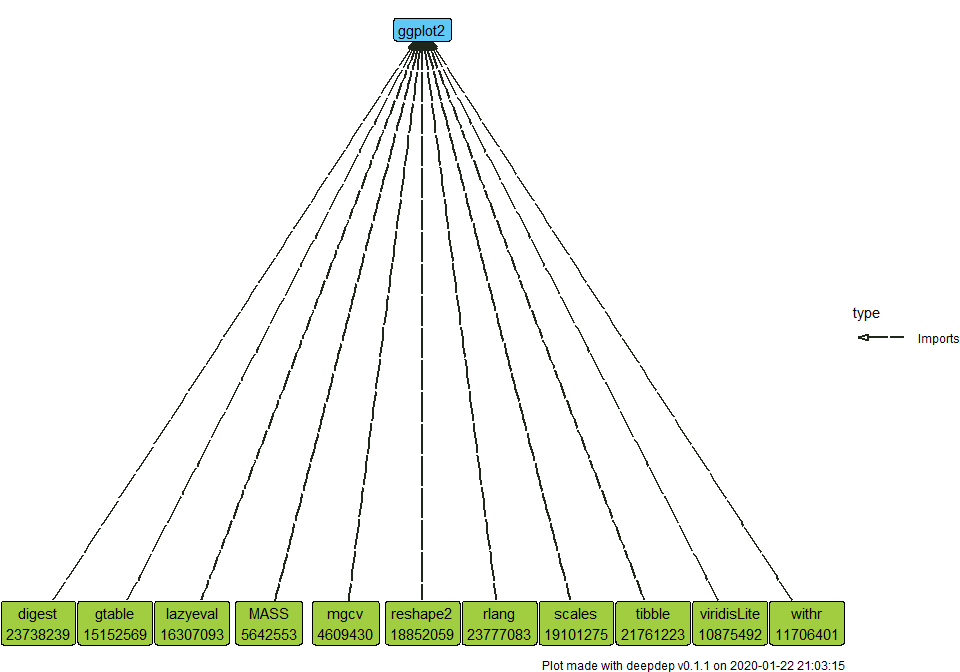 ggplot2
type
Imports
digest
23738239
gtable
15152569
lazyeval
16307093
MASS
5642553
mgcv
4609430
reshape2
18852059
rlang
23777083
scales
19101275
tibble
21761223
viridisLite
10875492
withr
11706401
Plot made with deepdep v0.1.1 on 2020-01-22 21:03:15